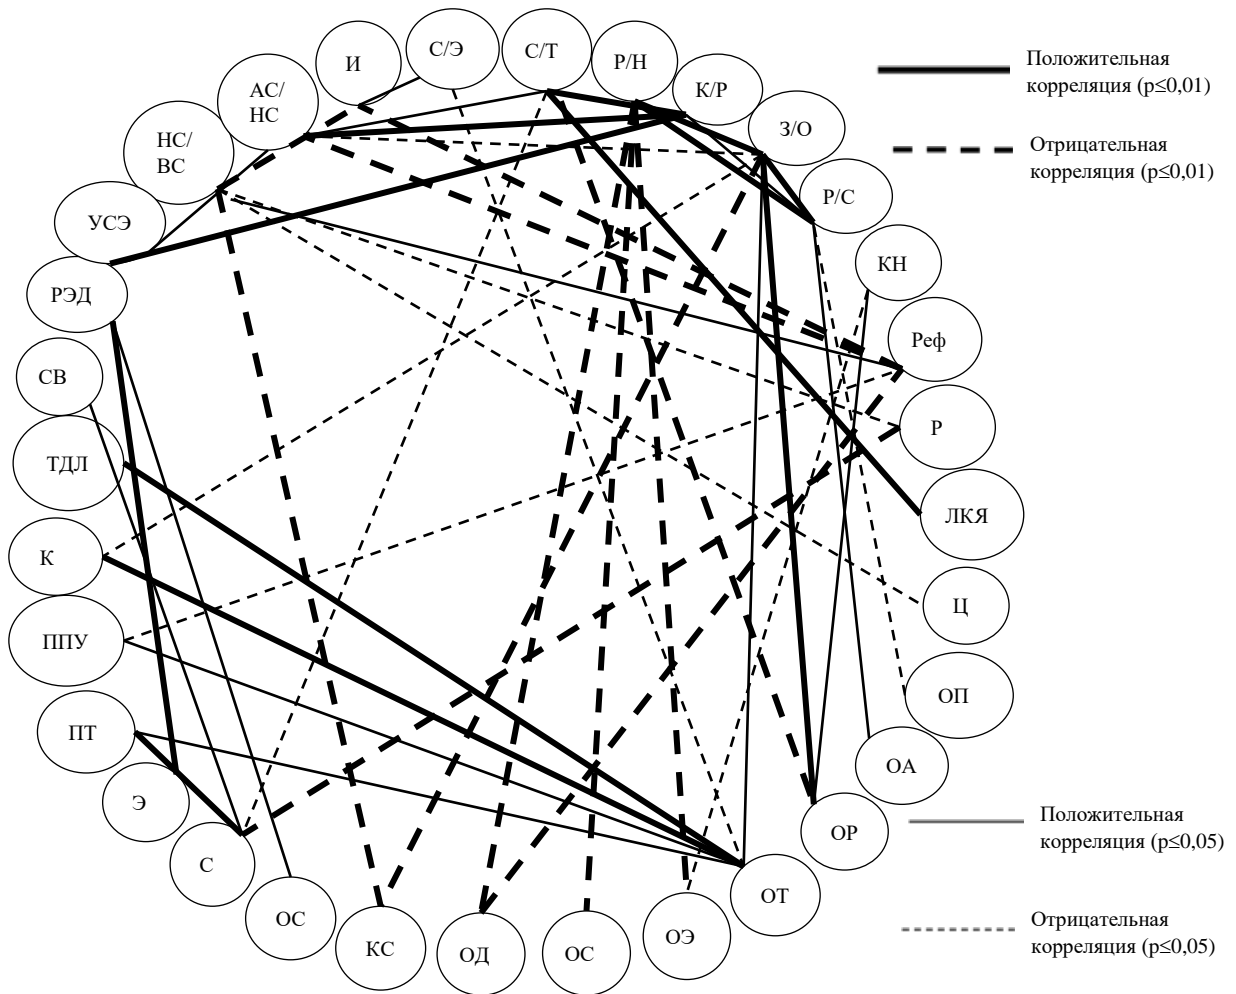 С/Э
С/Т
Р/Н
И
К/Р
АС/
НС
З/О
НС/
ВС
Р/С
УСЭ
КН
РЭД
Реф
СВ
Р
ТДЛ
ЛКЯ
К
Ц
ППУ
ОП
ПТ
ОА
Э
ОР
С
ОТ
ОС
ОЭ
КС
ОД
ОС
Положительная
корреляция (p≤0,01)
Отрицательная
корреляция (p≤0,01)
Положительная
корреляция (p≤0,05)
Отрицательная
корреляция (p≤0,05)